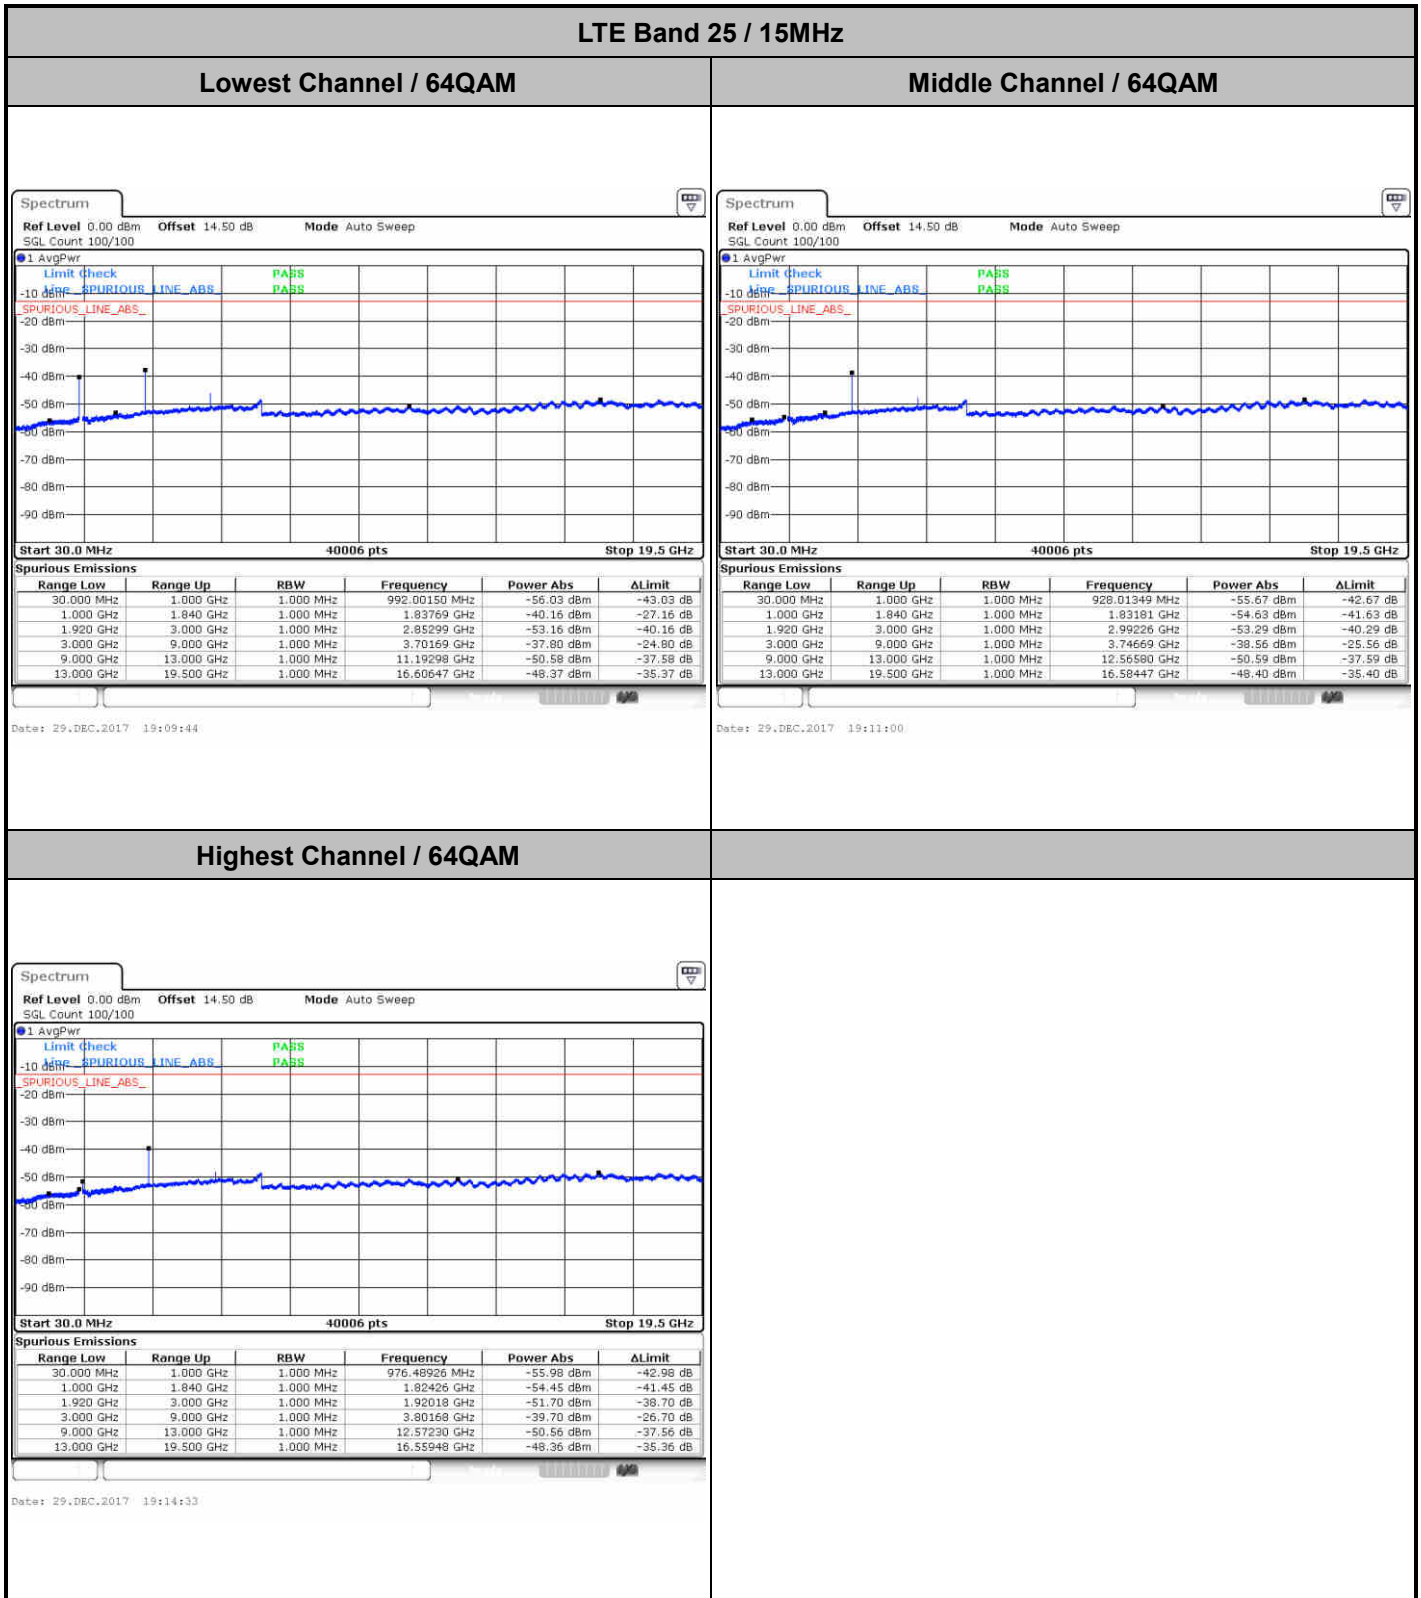 LTE Band 25 / 15MHz
Lowest Channel / 64QAM
Middle Channel / 64QAM
Spectrum
Ref Level 0.00 dBm Offset 14.50 dB Mode Auto Sweep
SGL Count 100/100
1 AvgPwr
Limit Check PASS
Line _SPURIOUS_LINE_ABS_ PASS
-10 dBm
_SPURIOUS_LINE_ABS_
-20 dBm
-30 dBm
-40 dBm
-50 dBm
-60 dBm
-70 dBm
-80 dBm
-90 dBm
Start 30.0 MHz 40006 pts Stop 19.5 GHz
Spurious Emissions
Range Low Range Up RBW Frequency Power Abs ΔLimit
30.000 MHz 1.000 GHz 1.000 MHz 992.00150 MHz -56.03 dBm -43.03 dB
1.000 GHz 1.840 GHz 1.000 MHz 1.83769 GHz -40.16 dBm -27.16 dB
1.920 GHz 3.000 GHz 1.000 MHz 2.85299 GHz -53.16 dBm -40.16 dB
3.000 GHz 9.000 GHz 1.000 MHz 3.70169 GHz -37.80 dBm -24.80 dB
9.000 GHz 13.000 GHz 1.000 MHz 11.19298 GHz -50.58 dBm -37.58 dB
13.000 GHz 19.500 GHz 1.000 MHz 16.60647 GHz -48.37 dBm -35.37 dB
Date: 29.DEC.2017 19:09:44
Spectrum
Ref Level 0.00 dBm Offset 14.50 dB Mode Auto Sweep
SGL Count 100/100
1 AvgPwr
Limit Check PASS
Line _SPURIOUS_LINE_ABS_ PASS
-10 dBm
_SPURIOUS_LINE_ABS_
-20 dBm
-30 dBm
-40 dBm
-50 dBm
-60 dBm
-70 dBm
-80 dBm
-90 dBm
Start 30.0 MHz 40006 pts Stop 19.5 GHz
Spurious Emissions
Range Low Range Up RBW Frequency Power Abs ΔLimit
30.000 MHz 1.000 GHz 1.000 MHz 928.01349 MHz -55.67 dBm -42.67 dB
1.000 GHz 1.840 GHz 1.000 MHz 1.83181 GHz -54.63 dBm -41.63 dB
1.920 GHz 3.000 GHz 1.000 MHz 2.99226 GHz -53.29 dBm -40.29 dB
3.000 GHz 9.000 GHz 1.000 MHz 3.74669 GHz -38.56 dBm -25.56 dB
9.000 GHz 13.000 GHz 1.000 MHz 12.56580 GHz -50.59 dBm -37.59 dB
13.000 GHz 19.500 GHz 1.000 MHz 16.58447 GHz -48.40 dBm -35.40 dB
Date: 29.DEC.2017 19:11:00
Highest Channel / 64QAM
Spectrum
Ref Level 0.00 dBm Offset 14.50 dB Mode Auto Sweep
SGL Count 100/100
1 AvgPwr
Limit Check PASS
Line _SPURIOUS_LINE_ABS_ PASS
-10 dBm
_SPURIOUS_LINE_ABS_
-20 dBm
-30 dBm
-40 dBm
-50 dBm
-60 dBm
-70 dBm
-80 dBm
-90 dBm
Start 30.0 MHz 40006 pts Stop 19.5 GHz
Spurious Emissions
Range Low Range Up RBW Frequency Power Abs ΔLimit
30.000 MHz 1.000 GHz 1.000 MHz 976.48926 MHz -55.98 dBm -42.98 dB
1.000 GHz 1.840 GHz 1.000 MHz 1.82426 GHz -54.45 dBm -41.45 dB
1.920 GHz 3.000 GHz 1.000 MHz 1.92018 GHz -51.70 dBm -38.70 dB
3.000 GHz 9.000 GHz 1.000 MHz 3.80168 GHz -39.70 dBm -26.70 dB
9.000 GHz 13.000 GHz 1.000 MHz 12.57230 GHz -50.56 dBm -37.56 dB
13.000 GHz 19.500 GHz 1.000 MHz 16.55948 GHz -48.36 dBm -35.36 dB
Date: 29.DEC.2017 19:14:33